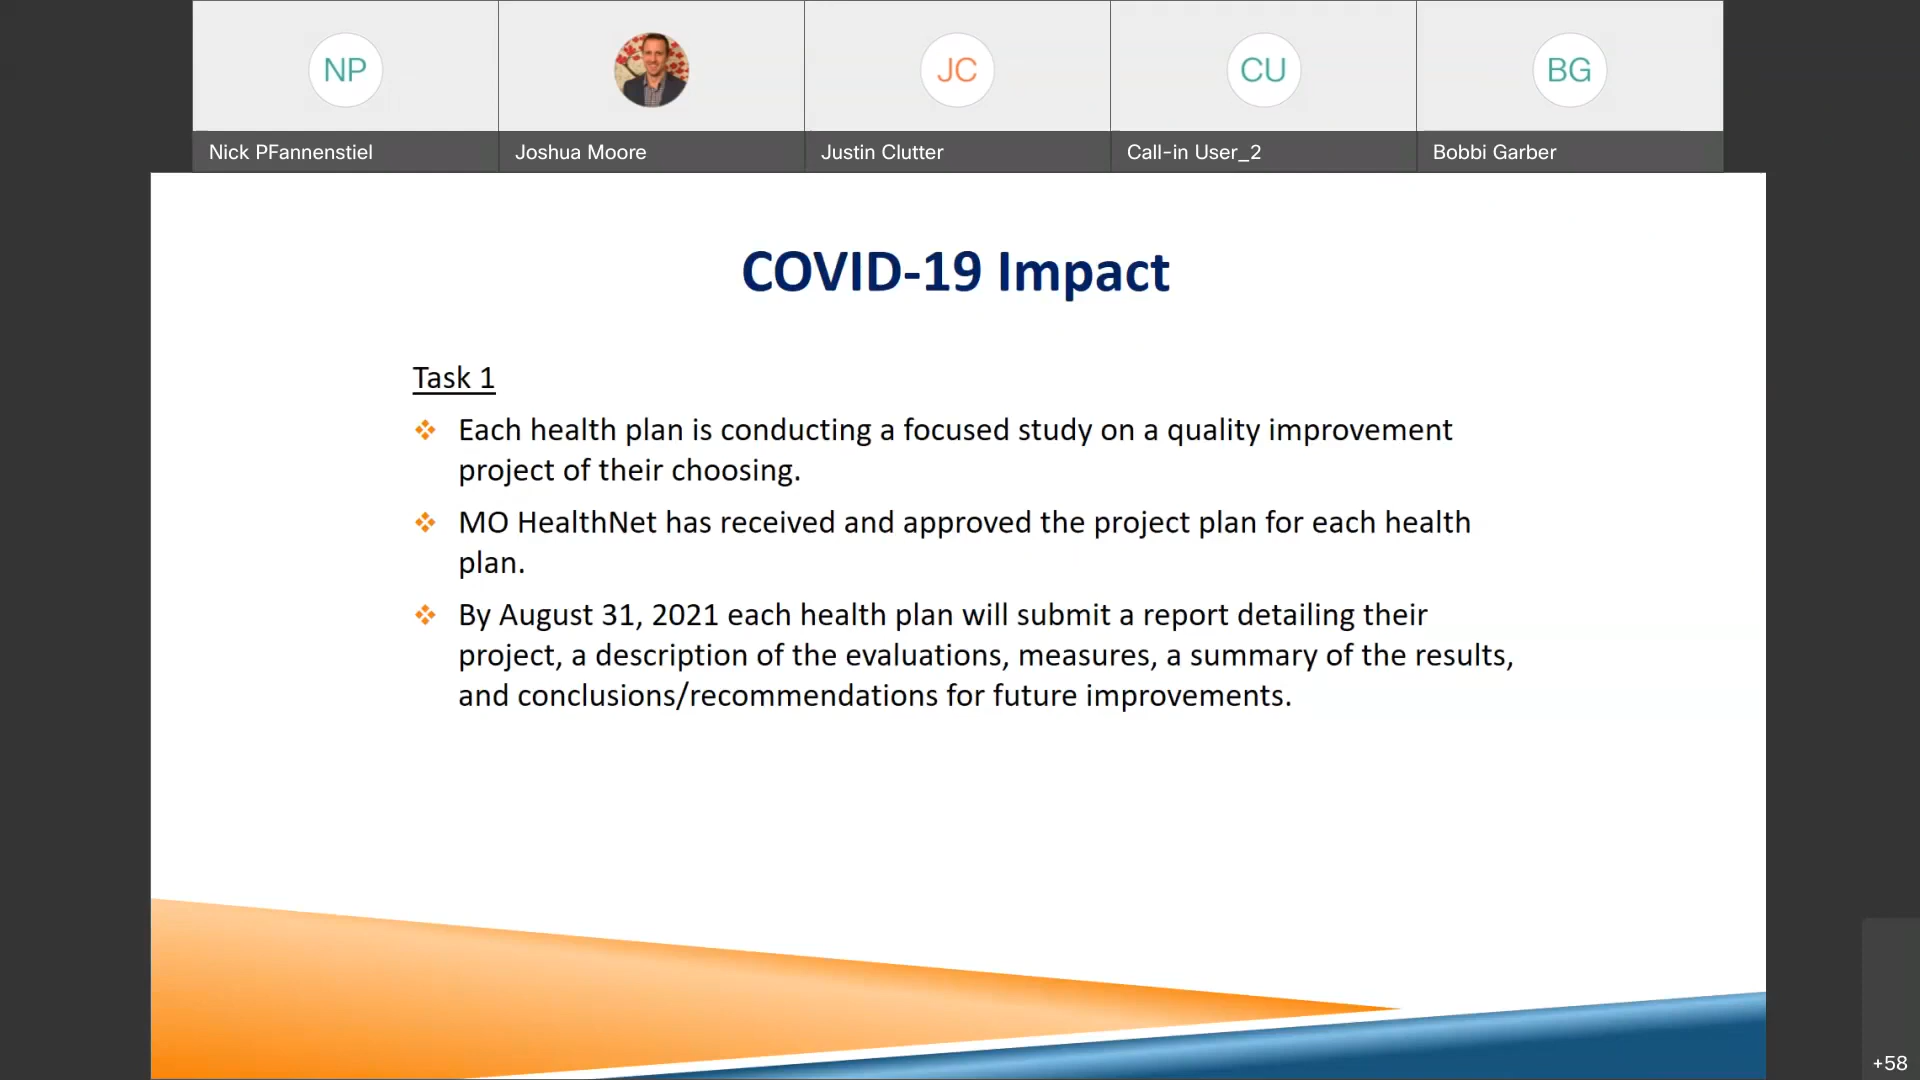 NP
JC
CU
BG
Nick PFannenstiel
Joshua Moore
Justin Clutter
Call-in User_2
Bobbi Garber
COVID-19 Impact
Task 1
Each health plan is conducting a focused study on a quality improvement
project of their choosing.
MO HealthNet has received and approved the project plan for each health
plan.
By August 31, 2021 each health plan will submit a report detailing their
project, a description of the evaluations, measures, a summary of the results,
and conclusions/recommendations for future improvements.
+58